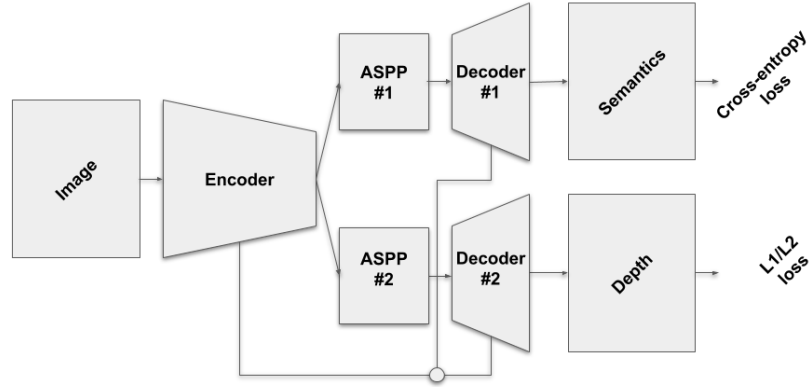 Image
Encoder
ASPP
#1
Decoder
#1
Semantics
Cross-entropy
loss
ASPP
#2
Decoder
#2
Depth
L1/L2
loss